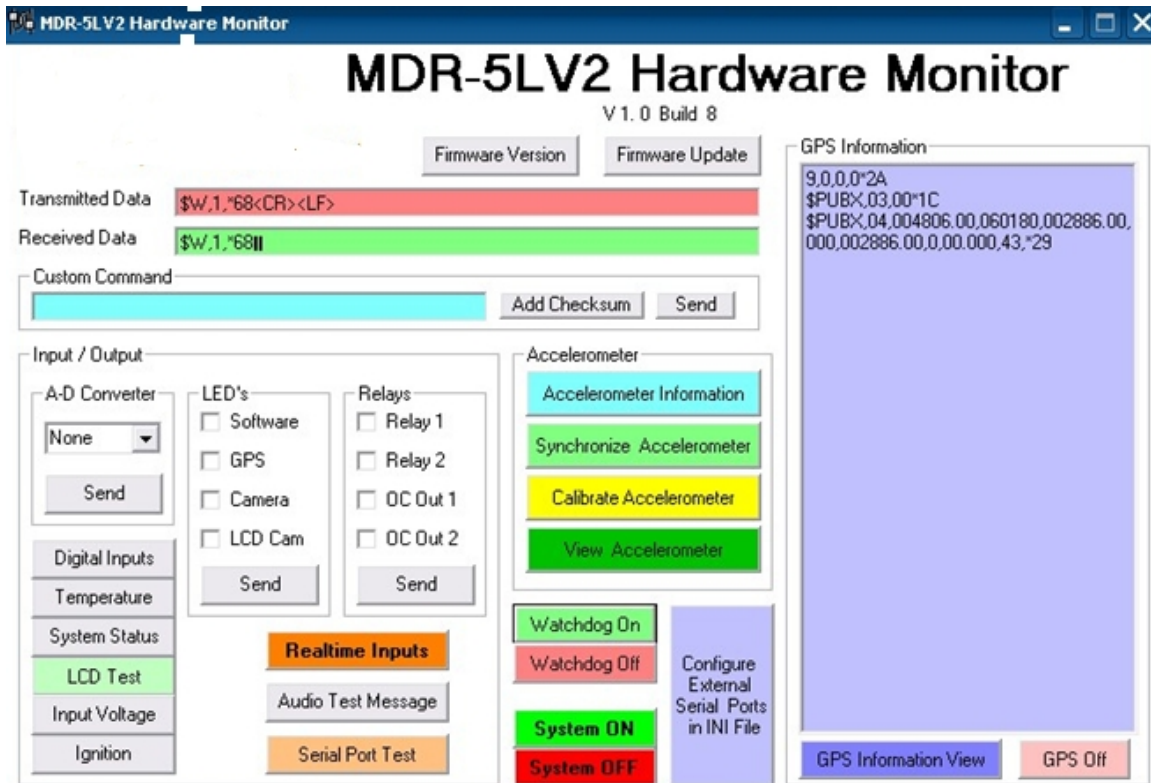 MDR-5LV2 Hardware Monitor
MDR-5LV2 Hardware Monitor
V 1. 0 Build 8
Firmware Version
Firmware Update
Transmitted Data
$W,1,*68<CR><LF>
Received Data
$W,1,*68
Custom Command
Add Checksum
Send
Input / Output
A-D Converter
None
Send
LED's
Software
GPS
Camera
LCD Cam
Send
Relays
Relay 1
Relay 2
OC Out 1
OC Out 2
Send
Digital Inputs
Temperature
System Status
LCD Test
Input Voltage
Ignition
Realtime Inputs
Audio Test Message
Serial Port Test
Accelerometer
Accelerometer Information
Synchronize Accelerometer
Calibrate Accelerometer
View Accelerometer
Watchdog On
Watchdog Off
System ON
System OFF
Configure
External
Serial Ports
in INI File
GPS Information
9,0,0,0*2A
$PUBX,03,00*1C
$PUBX,04,004806.00,060180,002886.00,
000,002886.00,0,00.000,43,*29
GPS Information View
GPS Off